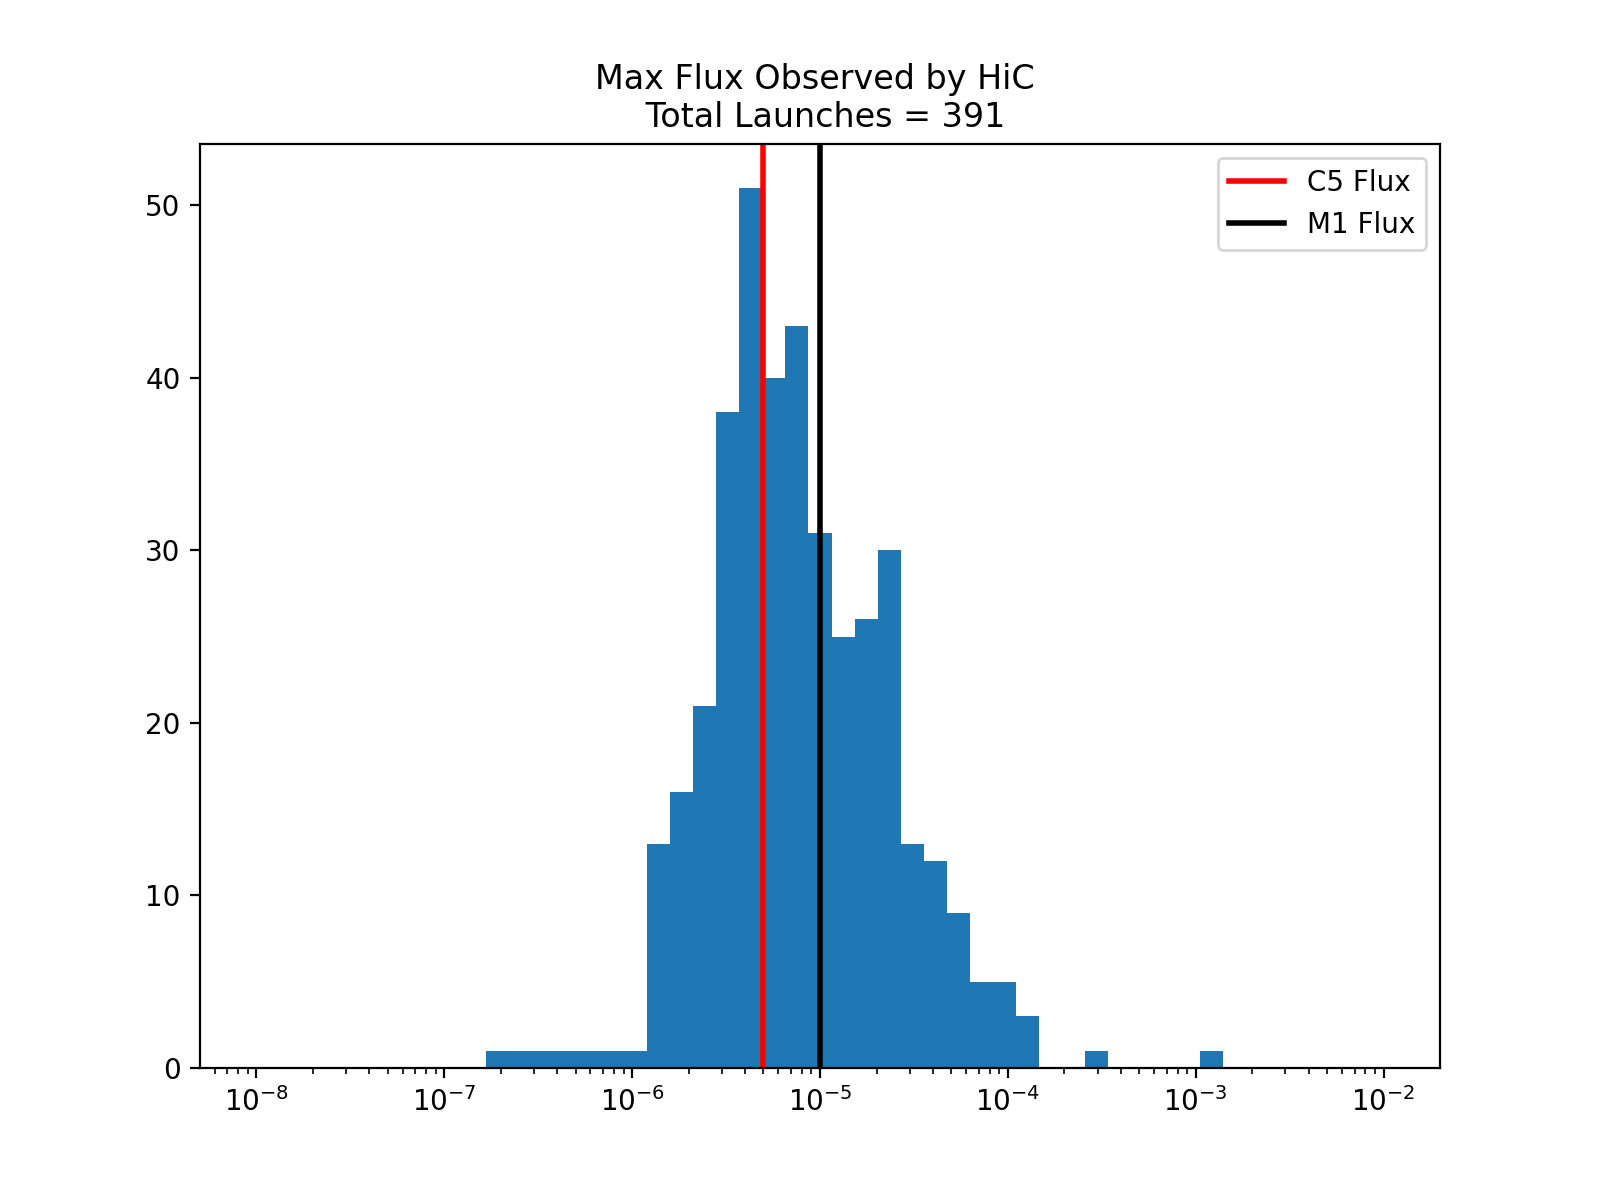 Max Flux Observed by HiC
Total Launches = 391
C5 Flux
M1 Flux
50
40
30
20
10
0
10⁻⁸ 10⁻⁷ 10⁻⁶ 10⁻⁵ 10⁻⁴ 10⁻³ 10⁻²